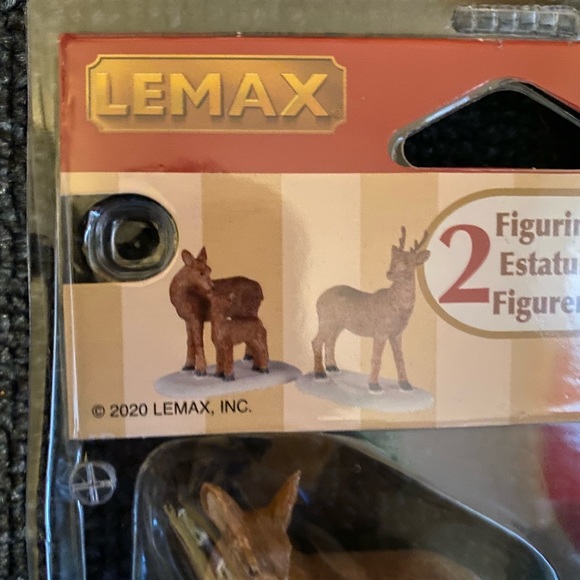 LEMAX
2
Figurin
Estatu
Figuren
© 2020 LEMAX, INC.